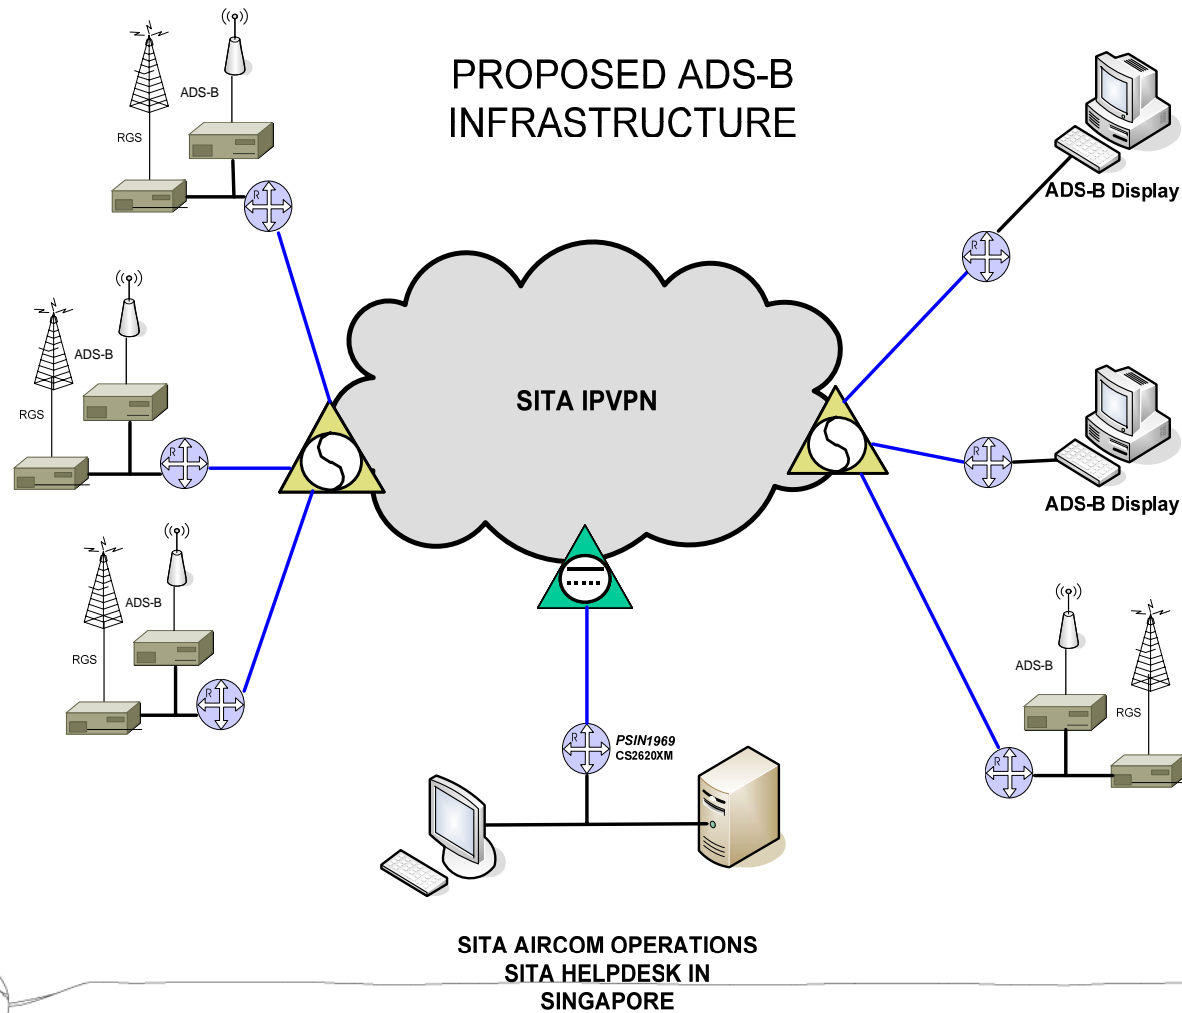 PROPOSED ADS-B
INFRASTRUCTURE
ADS-B
RGS
R
ADS-B Display
R
ADS-B
RGS
R
SITA IPVPN
R
ADS-B Display
ADS-B
RGS
R
ADS-B
RGS
R
R
PSIN1969
CS2620XM
SITA AIRCOM OPERATIONS
SITA HELPDESK IN
SINGAPORE